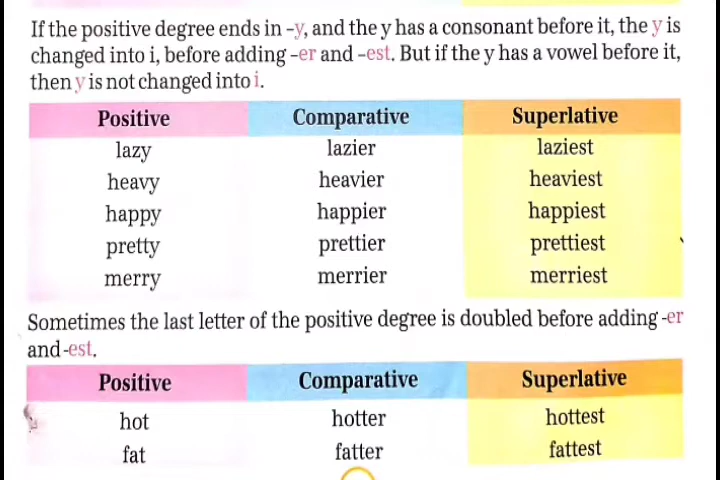 If the positive degree ends in -y, and the y has a consonant before it, the y is
changed into i, before adding -er and -est. But if the y has a vowel before it,
then y is not changed into i.
Positive Comparative Superlative
lazy lazier laziest
heavy heavier heaviest
happy happier happiest
pretty prettier prettiest
merry merrier merriest
Sometimes the last letter of the positive degree is doubled before adding -er
and -est.
Positive Comparative Superlative
hot hotter hottest
fat fatter fattest